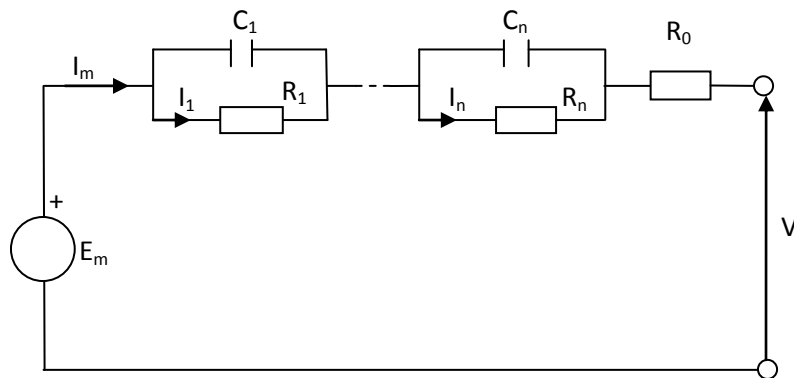 C₁
Cₙ
R₀
Iₘ
I₁
R₁
Iₙ
Rₙ
+
Eₘ
V